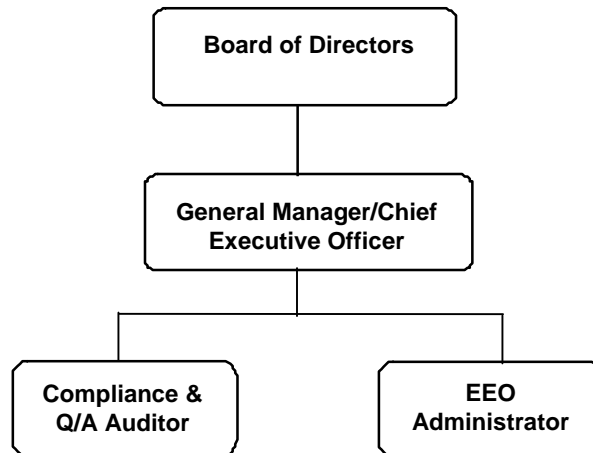 Board of Directors
General Manager/Chief
Executive Officer
Compliance &
Q/A Auditor
EEO
Administrator